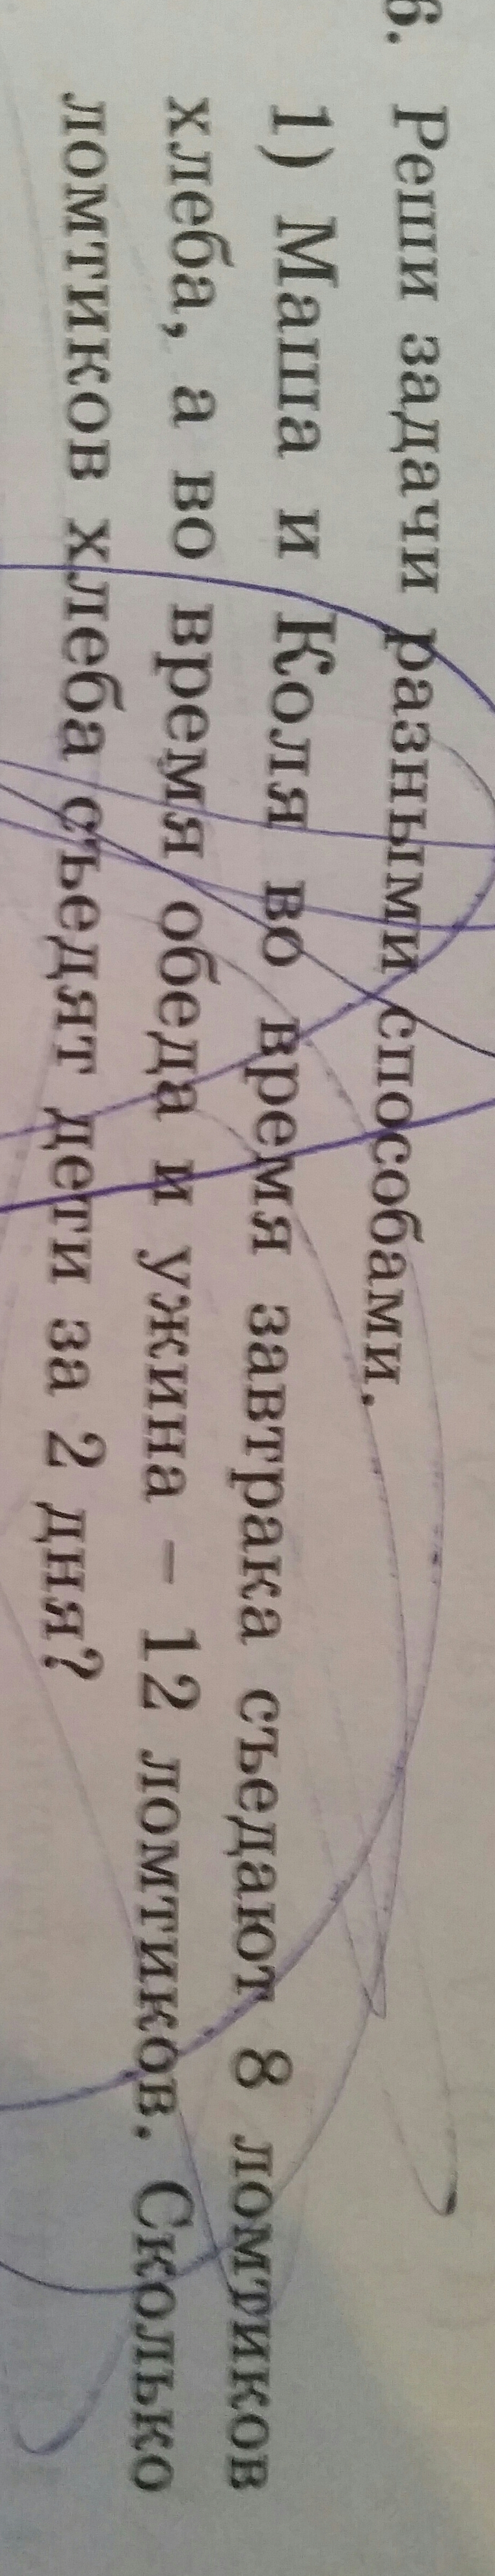 6. Реши задачи разными способами.
1) Маша и Коля во время завтрака съедают 8 ломтиков
хлеба, а во время обеда и ужина – 12 ломтиков. Сколько
ломтиков хлеба съедят дети за 2 дня?